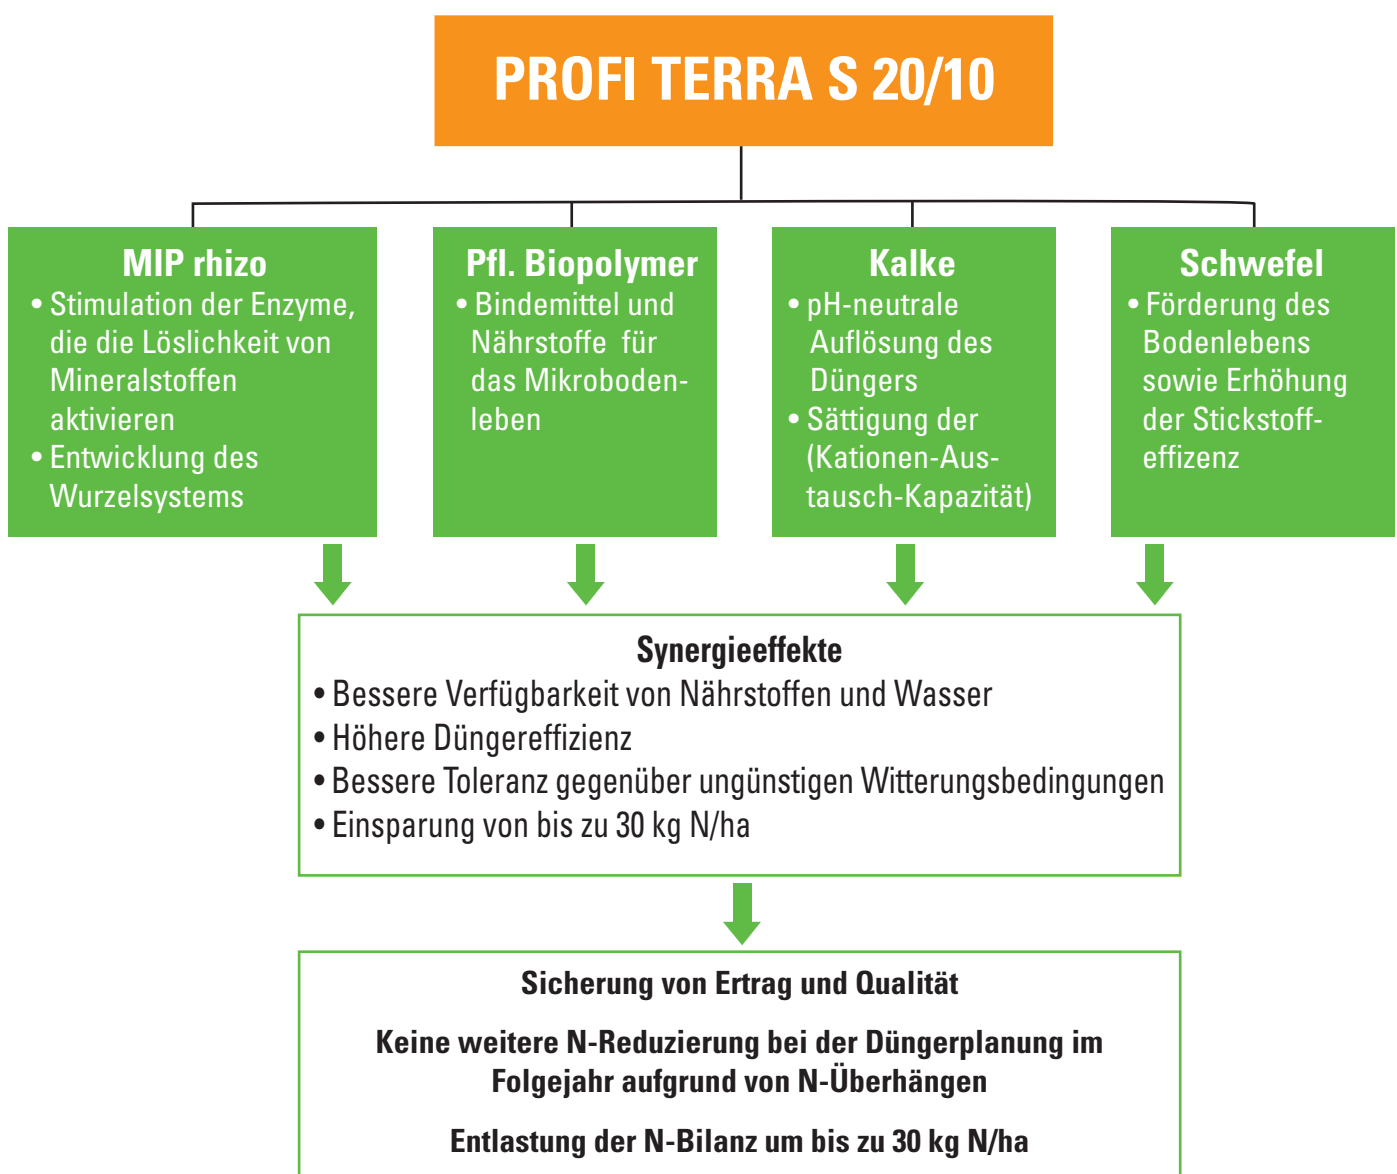 PROFI TERRA S 20/10
MIP rhizo
• Stimulation der Enzyme,
die die Löslichkeit von
Mineralstoffen
aktivieren
• Entwicklung des
Wurzelsystems
Pfl. Biopolymer
• Bindemittel und
Nährstoffe für
das Mikroboden-
leben
Kalke
• pH-neutrale
Auflösung des
Düngers
• Sättigung der
(Kationen-Aus-
tausch-Kapazität)
Schwefel
• Förderung des
Bodenlebens
sowie Erhöhung
der Stickstoff-
effizenz
Synergieeffekte
• Bessere Verfügbarkeit von Nährstoffen und Wasser
• Höhere Düngereffizienz
• Bessere Toleranz gegenüber ungünstigen Witterungsbedingungen
• Einsparung von bis zu 30 kg N/ha
Sicherung von Ertrag und Qualität
Keine weitere N-Reduzierung bei der Düngerplanung im
Folgejahr aufgrund von N-Überhängen
Entlastung der N-Bilanz um bis zu 30 kg N/ha